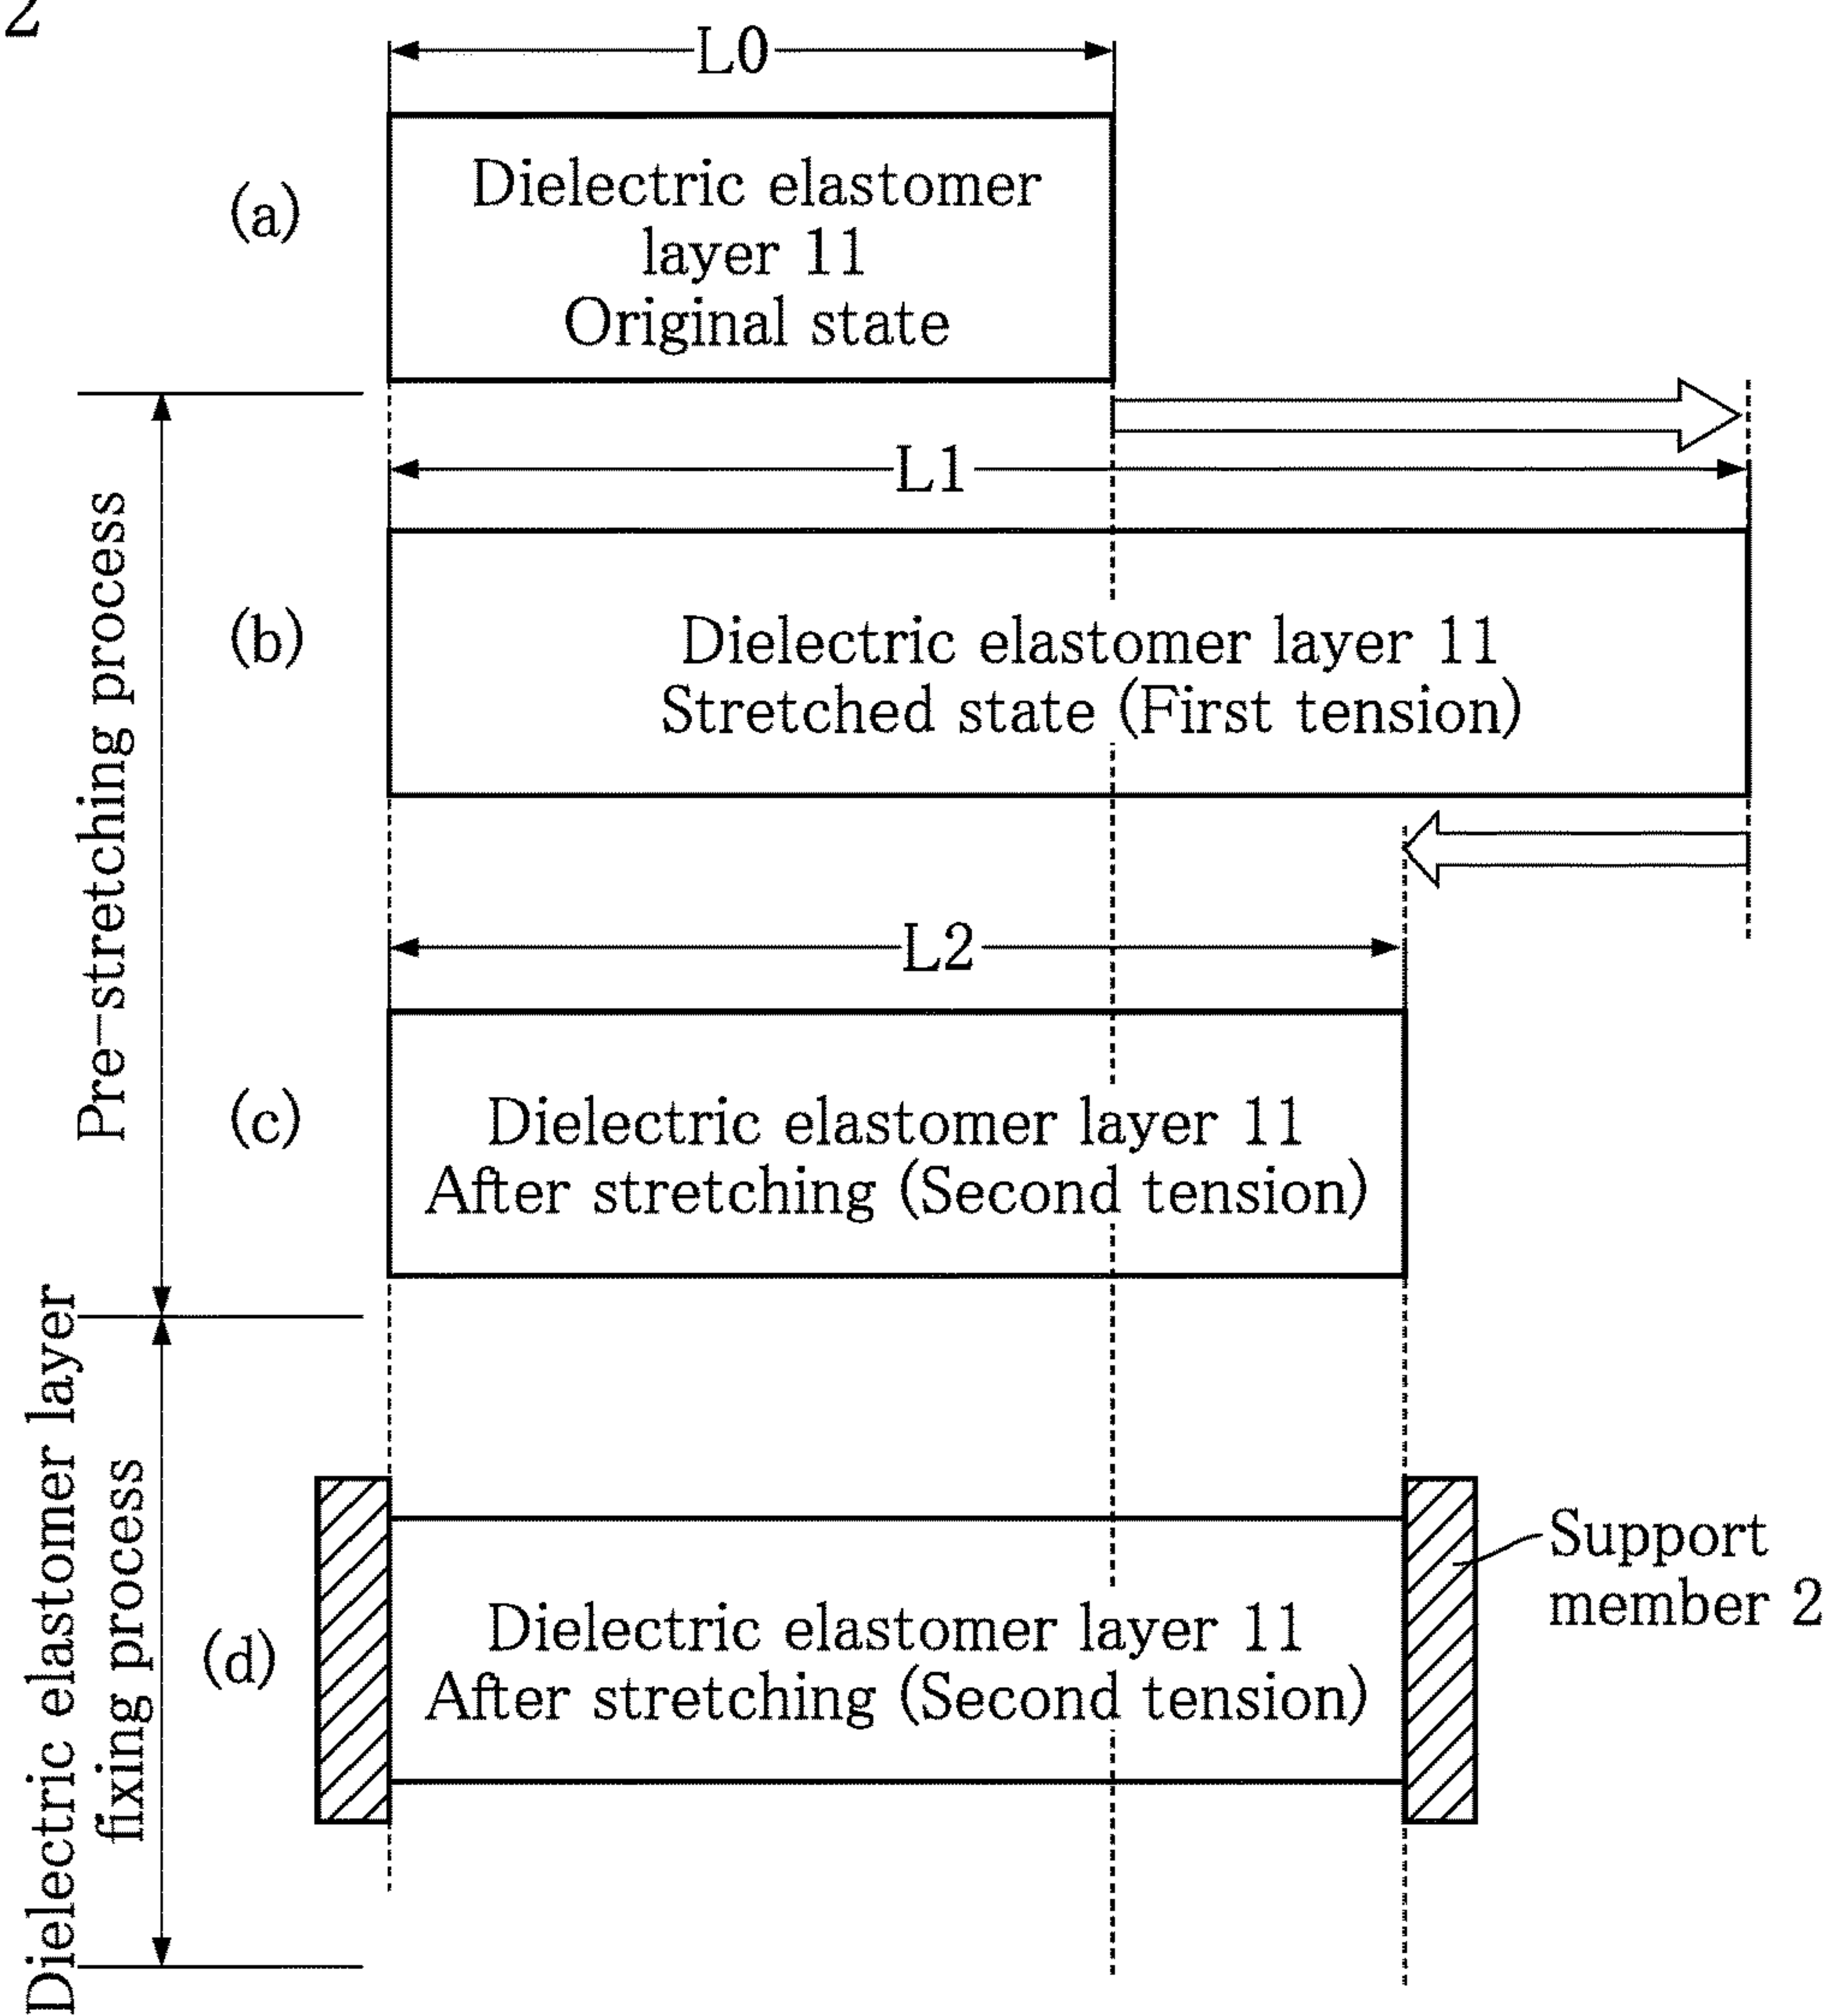 2
L0
(a)
Dielectric elastomer
layer 11
Original state
L1
Pre-stretching process
(b)
Dielectric elastomer layer 11
Stretched state (First tension)
L2
(c)
Dielectric elastomer layer 11
After stretching (Second tension)
Dielectric elastomer layer
fixing process
(d)
Dielectric elastomer layer 11
After stretching (Second tension)
Support
member 2